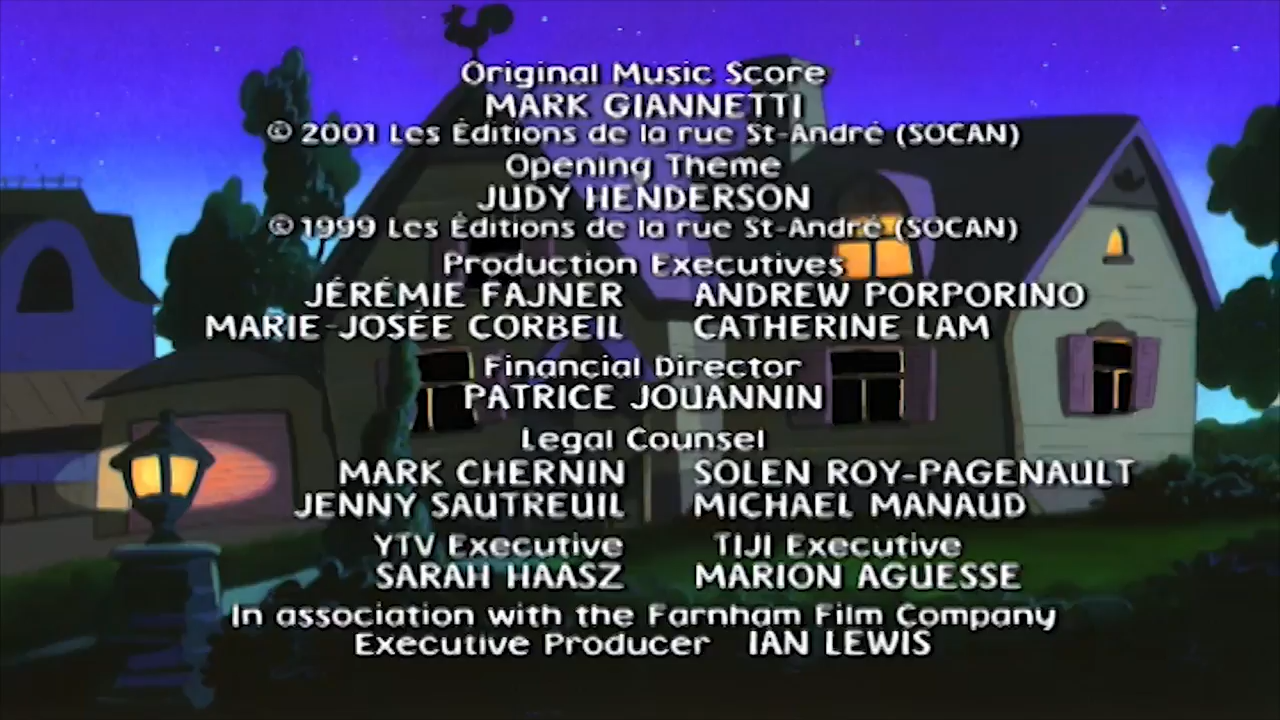 Original Music Score
MARK GIANNETTI
© 2001 Les Éditions de la rue St-André (SOCAN)
Opening Theme
JUDY HENDERSON
© 1999 Les Éditions de la rue St-André (SOCAN)
Production Executives
JÉRÉMIE FAJNER ANDREW PORPORINO
MARIE-JOSÉE CORBEIL CATHERINE LAM
Financial Director
PATRICE JOUANNIN
Legal Counsel
MARK CHERNIN SOLEN ROY-PAGENAULT
JENNY SAUTREUIL MICHAEL MANAUD
YTV Executive TIJI Executive
SARAH HAASZ MARION AGUESSE
In association with the Farnham Film Company
Executive Producer IAN LEWIS